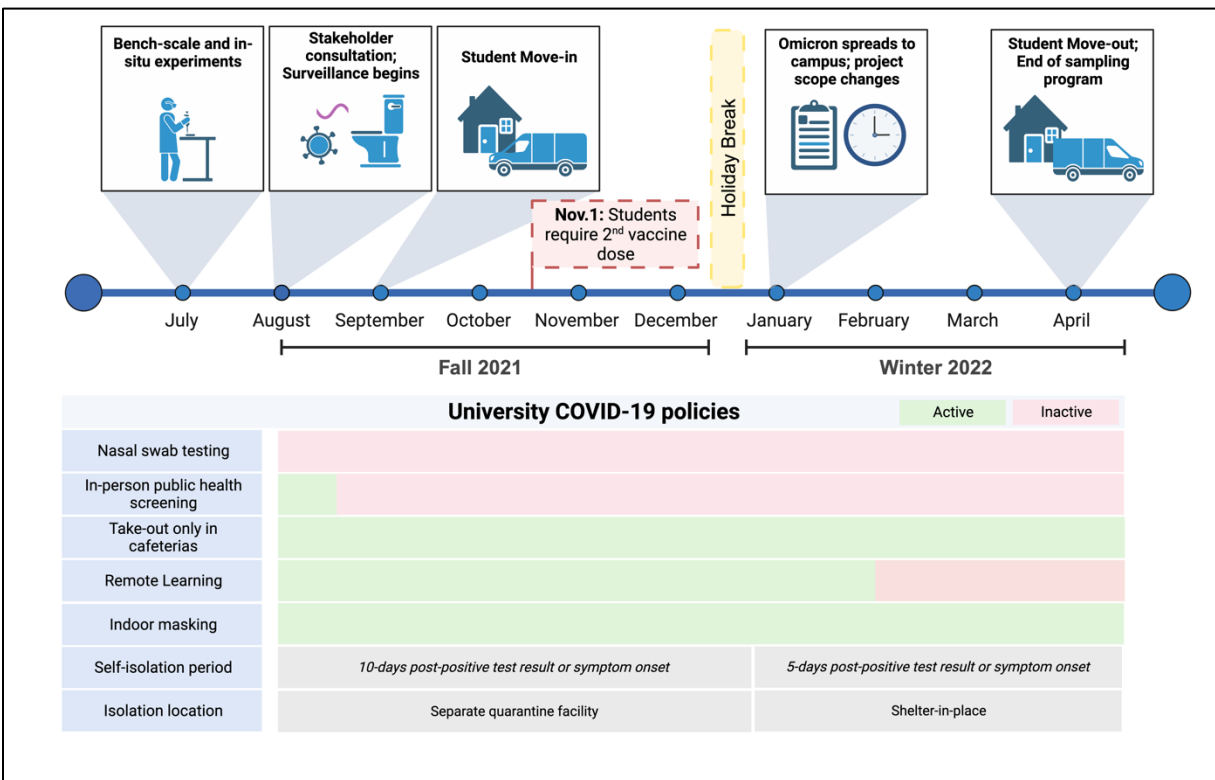 Bench-scale and in-
situ experiments
Stakeholder
consultation;
Surveillance begins
Student Move-in
Holiday Break
Omicron spreads to
campus; project
scope changes
Student Move-out;
End of sampling
program
Nov.1: Students
require 2nd vaccine
dose
July August September October November December January February March April
Fall 2021 Winter 2022
University COVID-19 policies
Active Inactive
Nasal swab testing
In-person public health
screening
Take-out only in
cafeterias
Remote Learning
Indoor masking
Self-isolation period 10-days post-positive test result or symptom onset 5-days post-positive test result or symptom onset
Isolation location Separate quarantine facility Shelter-in-place